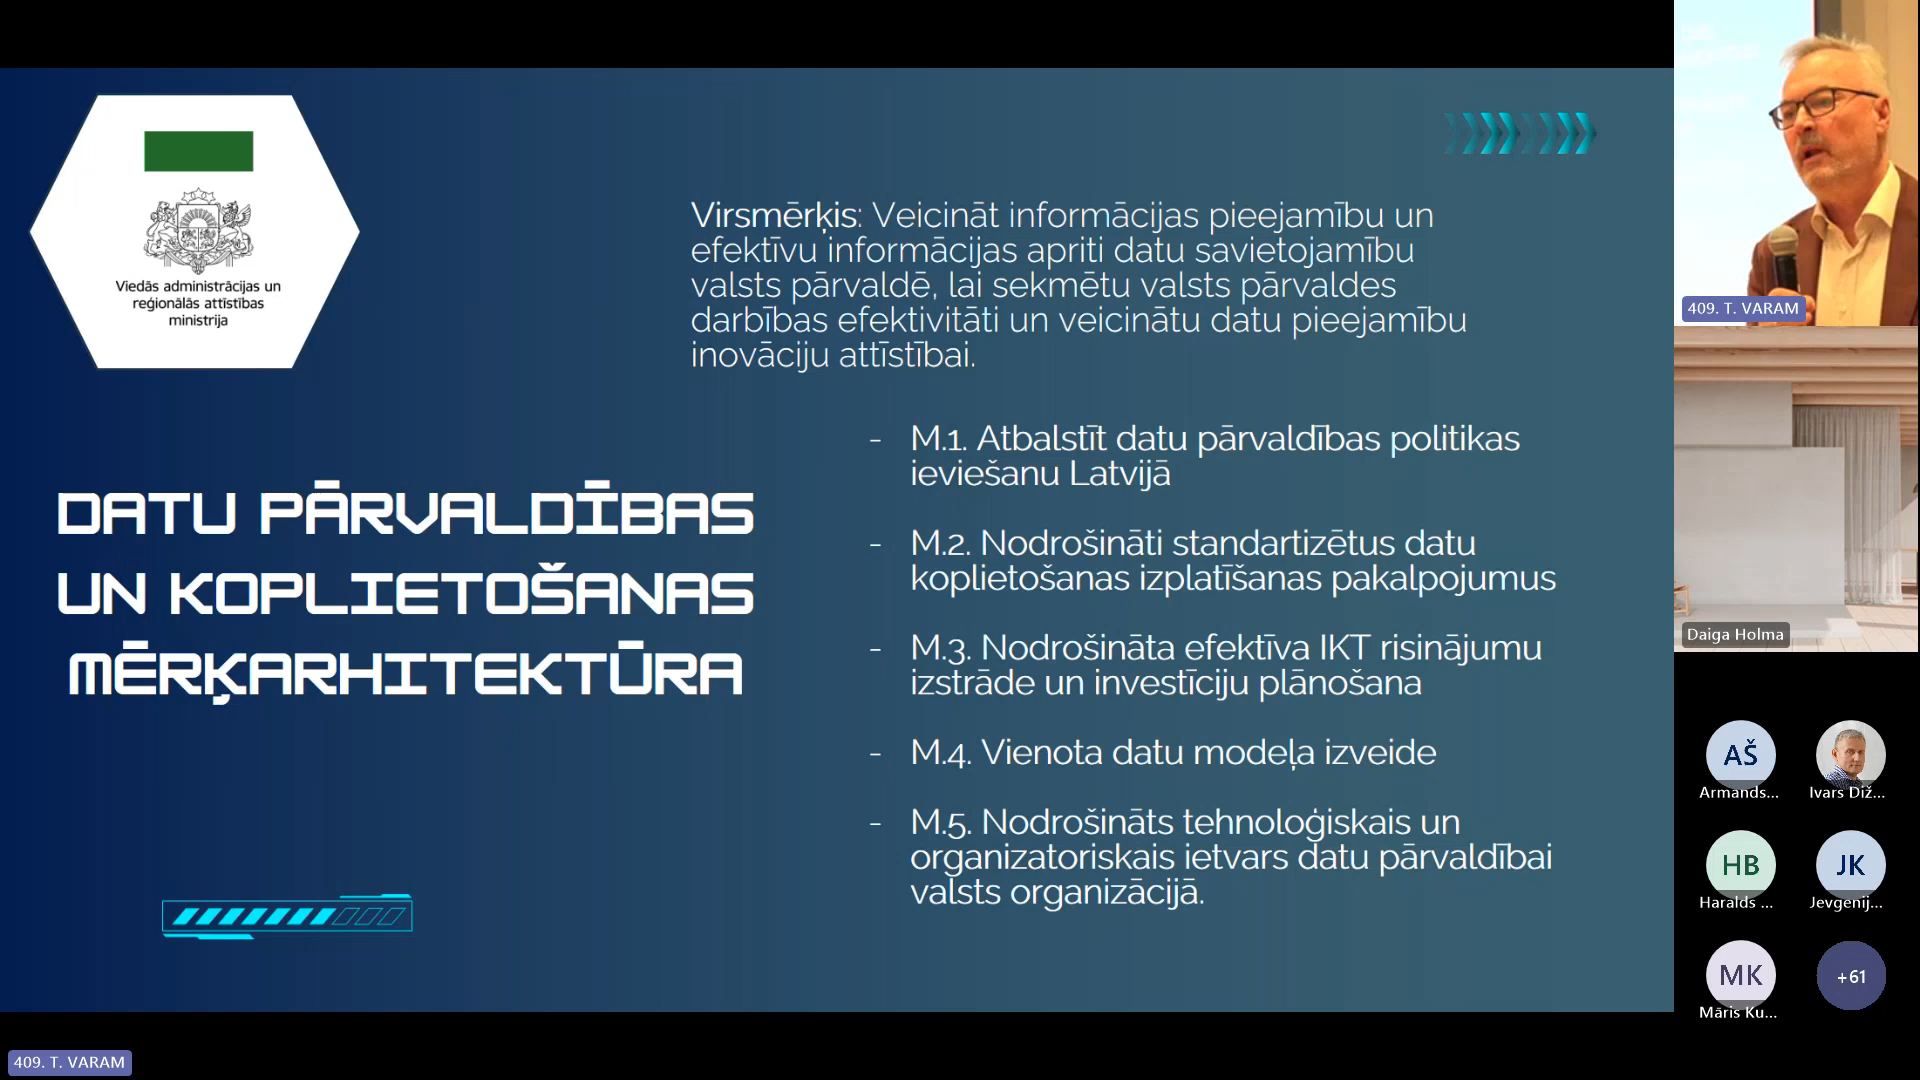 Viedās administrācijas un
reģionālās attīstības
ministrija
DATU PĀRVALDĪBAS
UN KOPLIETOŠANAS
MĒRĶARHITEKTŪRA
Virsmērķis: Veicināt informācijas pieejamību un
efektīvu informācijas apriti datu savietojamību
valsts pārvaldē, lai sekmētu valsts pārvaldes
darbības efektivitāti un veicinātu datu pieejamību
inovāciju attīstībai.
- M.1. Atbalstīt datu pārvaldības politikas
ieviešanu Latvijā
- M.2. Nodrošināti standartizētus datu
koplietošanas izplatīšanas pakalpojumus
- M.3. Nodrošināta efektīva IKT risinājumu
izstrāde un investīciju plānošana
- M.4. Vienota datu modeļa izveide
- M.5. Nodrošināts tehnoloģiskais un
organizatoriskais ietvars datu pārvaldībai
valsts organizācijā.
409. T. VARAM
Daiga Holma
AŠ
Armands...
Ivars Diž...
HB
Haralds ...
JK
Jevgenij...
MK
Māris Ku...
+61
409. T. VARAM